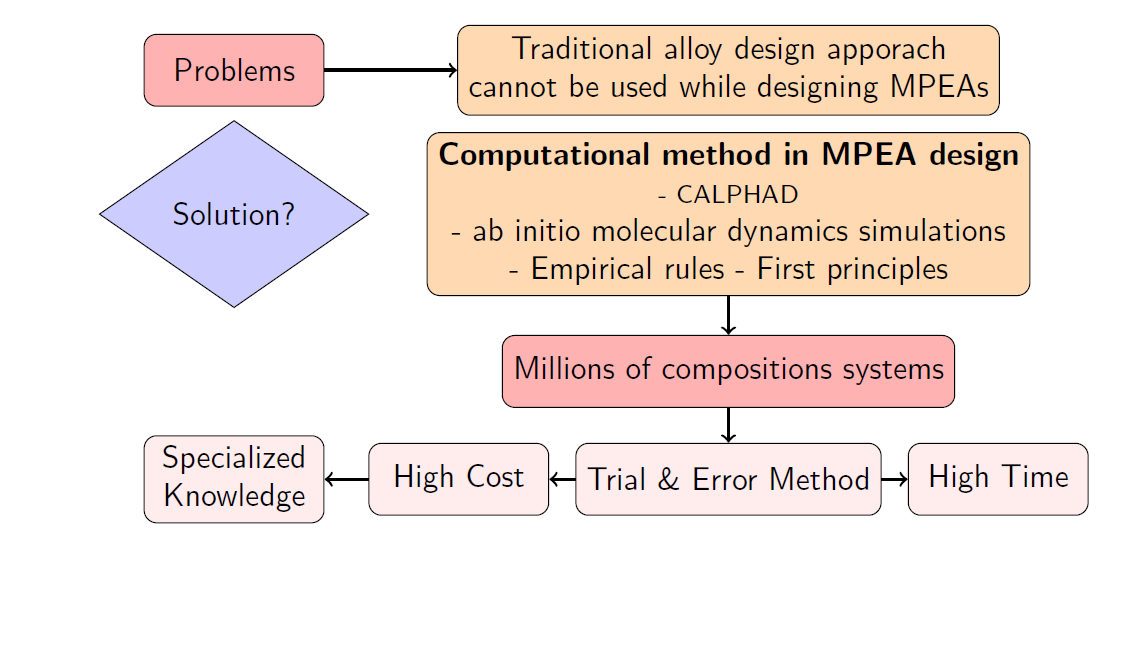 Problems
Traditional alloy design apporach
cannot be used while designing MPEAs
Solution?
Computational method in MPEA design
- CALPHAD
- ab initio molecular dynamics simulations
- Empirical rules - First principles
Millions of compositions systems
Specialized
Knowledge
High Cost
Trial & Error Method
High Time